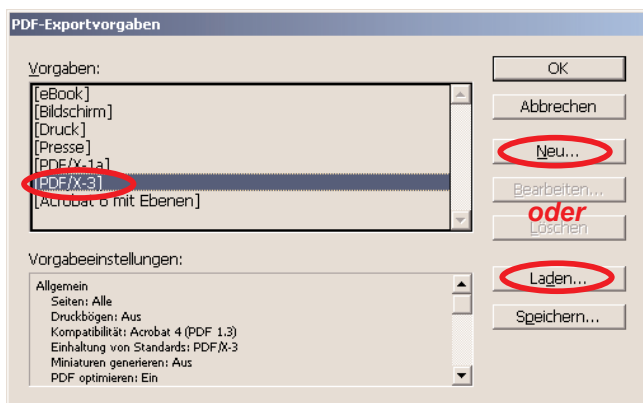 PDF-Exportvorgaben
Vorgaben:
[eBook]
[Bildschirm]
[Druck]
[Presse]
[PDF/X-1a]
[PDF/X-3]
[Acrobat 6 mit Ebenen]
OK
Abbrechen
Neu...
Bearbeiten...
oder
Löschen
Laden...
Speichern...
Vorgabeeinstellungen:
Allgemein
Seiten: Alle
Druckbögen: Aus
Kompatibilität: Acrobat 4 (PDF 1.3)
Einhaltung von Standards: PDF/X-3
Miniaturen generieren: Aus
PDF optimieren: Ein